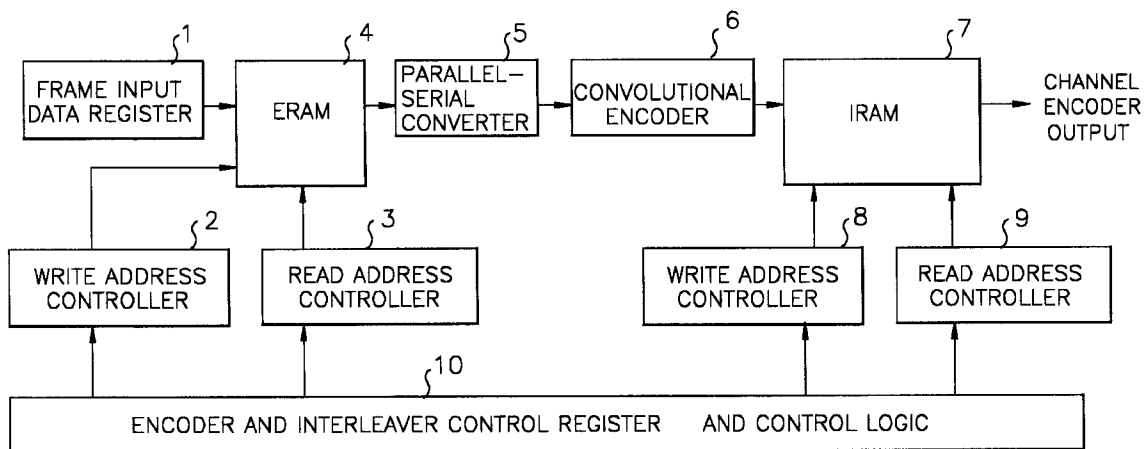 1
FRAME INPUT
DATA REGISTER
4
ERAM
5
PARALLEL-
SERIAL
CONVERTER
6
CONVOLUTIONAL
ENCODER
7
IRAM
CHANNEL
ENCODER
OUTPUT
2
WRITE ADDRESS
CONTROLLER
3
READ ADDRESS
CONTROLLER
8
WRITE ADDRESS
CONTROLLER
9
READ ADDRESS
CONTROLLER
10
ENCODER AND INTERLEAVER CONTROL REGISTER AND CONTROL LOGIC